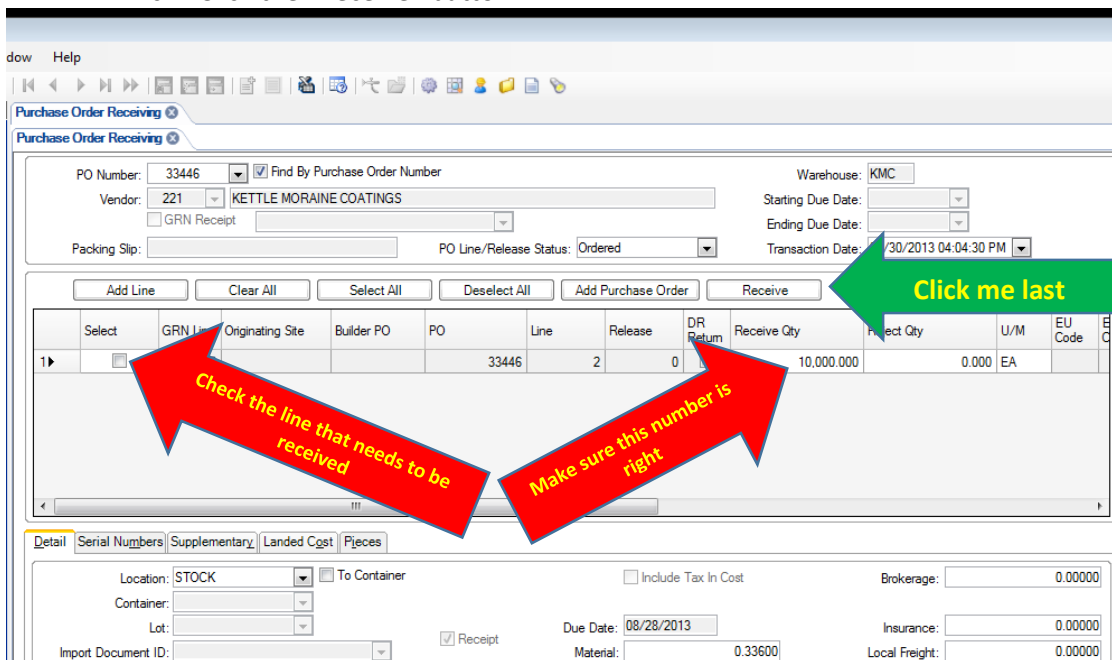 dow Help
Purchase Order Receiving
Purchase Order Receiving
PO Number: 33446 Find By Purchase Order Number Warehouse: KMC
Vendor: 221 KETTLE MORAINE COATINGS Starting Due Date:
GRN Receipt Ending Due Date:
Packing Slip: PO Line/Release Status: Ordered Transaction Date: /30/2013 04:04:30 PM
Add Line Clear All Select All Deselect All Add Purchase Order Receive
Click me last
Select GRN Originating Site Builder PO PO Line Release DR Return Receive Qty Qty U/M EU Code
1 33446 2 0 10,000.000 0.000 EA
Check the line that needs to be
received
Make sure this number is
right
Detail Serial Numbers Supplementary Landed Cost Pieces
Location: STOCK To Container Include Tax In Cost Brokerage: 0.00000
Container:
Lot: Receipt Due Date: 08/28/2013 Insurance: 0.00000
Import Document ID: Material: 0.33600 Local Freight: 0.00000